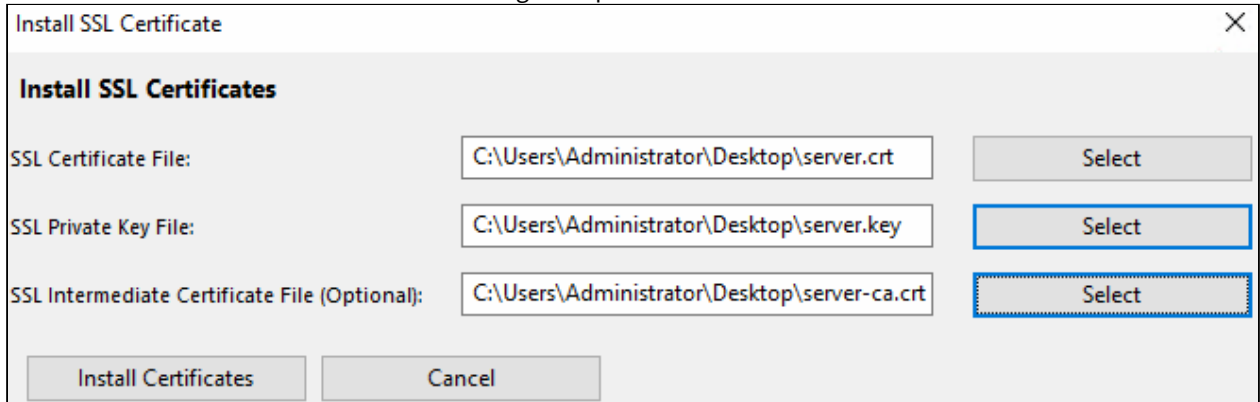 Install SSL Certificate
Install SSL Certificates
SSL Certificate File: C:\Users\Administrator\Desktop\server.crt Select
SSL Private Key File: C:\Users\Administrator\Desktop\server.key Select
SSL Intermediate Certificate File (Optional): C:\Users\Administrator\Desktop\server-ca.crt Select
Install Certificates Cancel